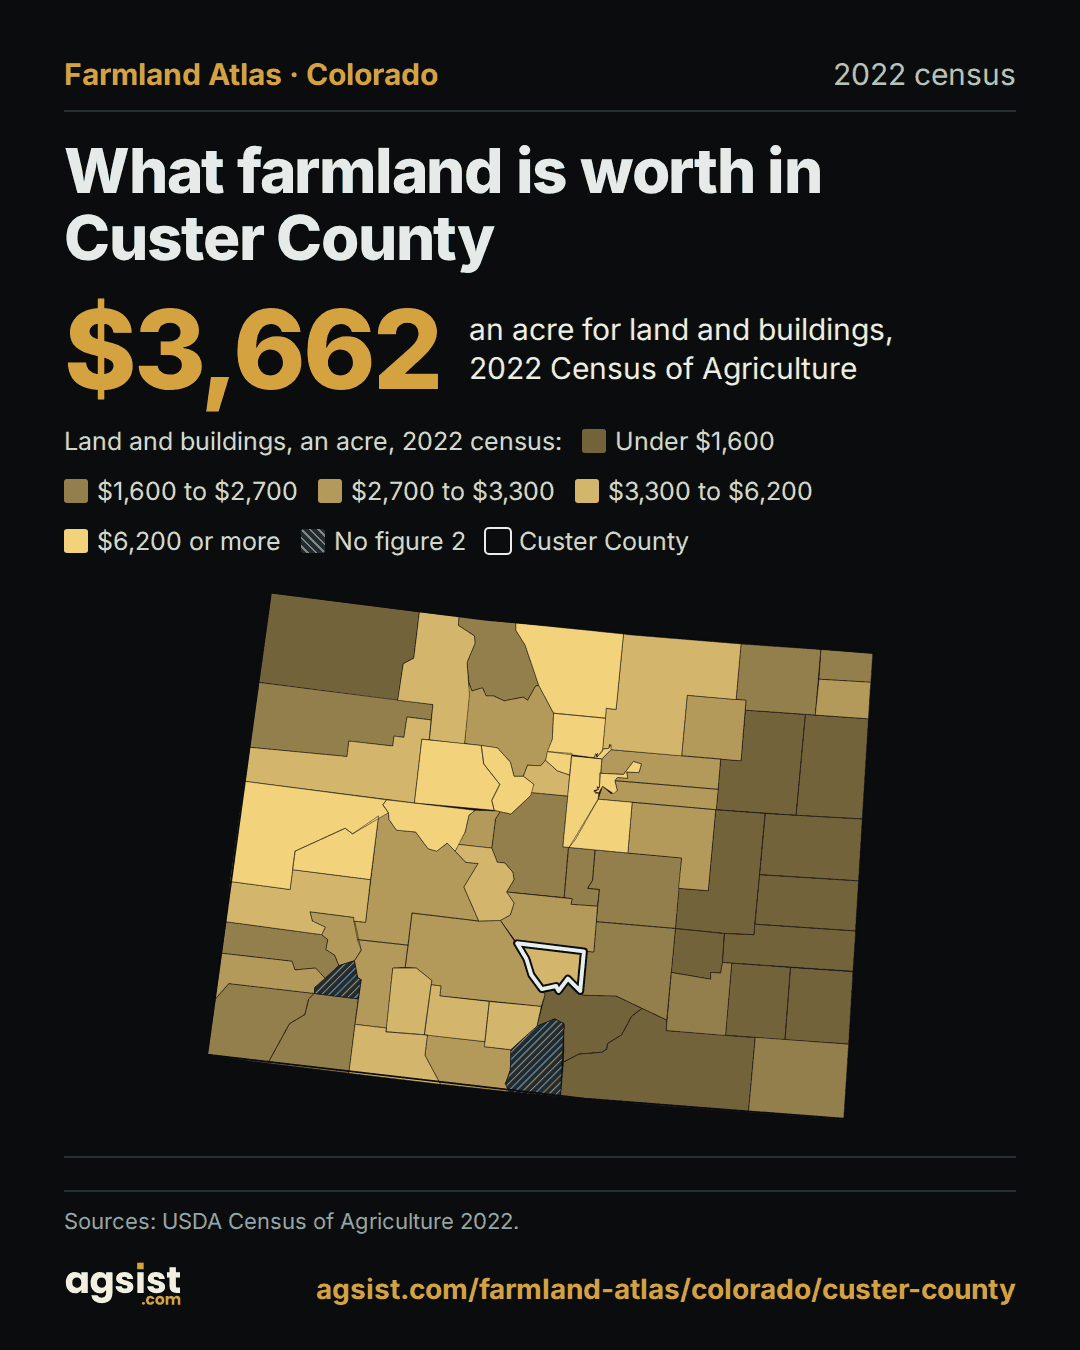 Farmland Atlas · Colorado
2022 census
What farmland is worth in
Custer County
$3,662
an acre for land and buildings,
2022 Census of Agriculture
Land and buildings, an acre, 2022 census: Under $1,600
$1,600 to $2,700 $2,700 to $3,300 $3,300 to $6,200
$6,200 or more No figure 2 Custer County
Sources: USDA Census of Agriculture 2022.
agsist
.com
agsist.com/farmland-atlas/colorado/custer-county